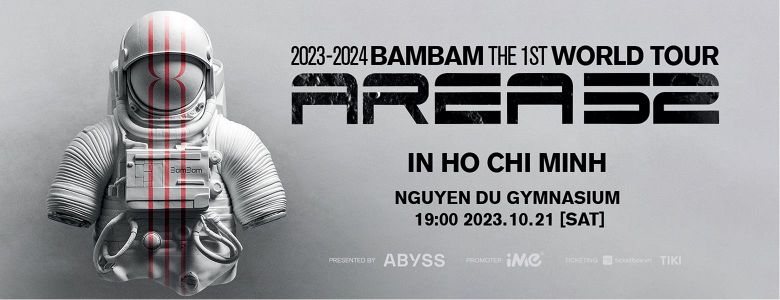 2023-2024 BAMBAM THE 1ST WORLD TOUR
AREA 52
IN HO CHI MINH
NGUYEN DU GYMNASIUM
19:00 2023.10.21 [SAT]
BamBam
PRESENTED BY ABYSS PROMOTER iMe TICKETING ticketbox.vn TIKI